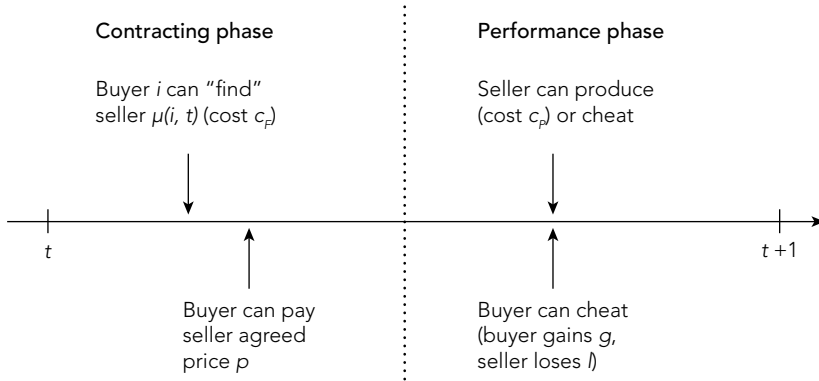 Contracting phase
Performance phase
Buyer i can “find”
seller μ(i, t) (cost c_F)
Seller can produce
(cost c_P) or cheat
t
t +1
Buyer can pay
seller agreed
price p
Buyer can cheat
(buyer gains g,
seller loses l)